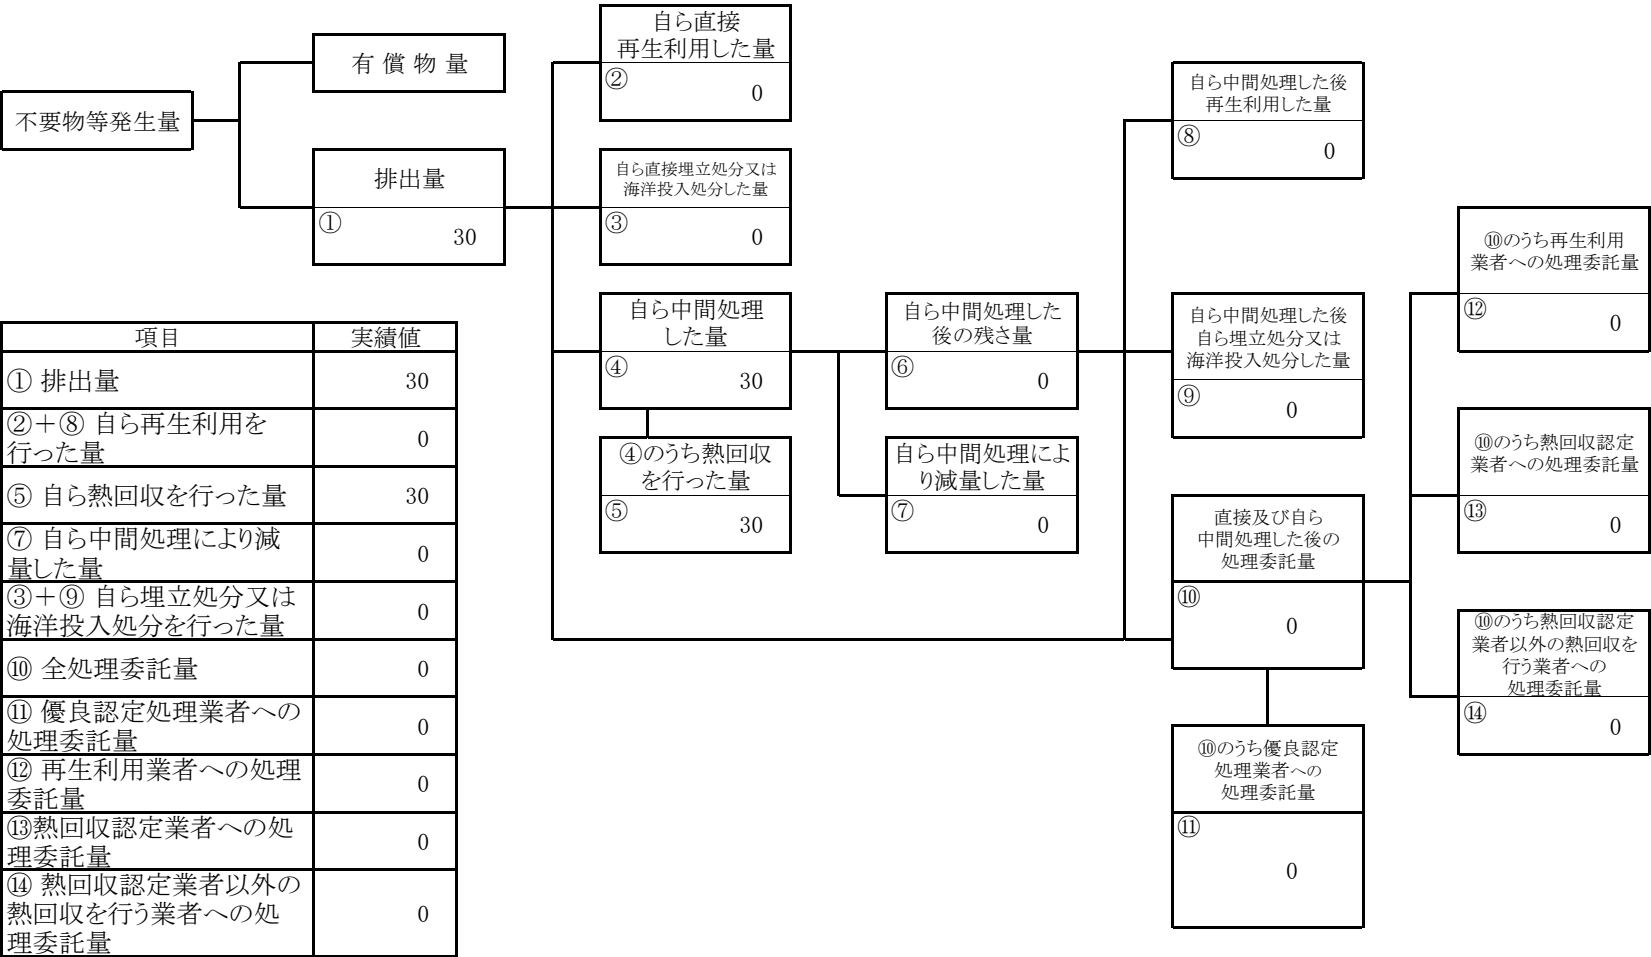 不要物等発生量
有 償 物 量
排出量
①
30
自ら直接
再生利用した量
②
0
自ら直接埋立処分又は
海洋投入処分した量
③
0
自ら中間処理
した量
④
30
④のうち熱回収
を行った量
⑤
30
自ら中間処理した
後の残さ量
⑥
0
自ら中間処理によ
り減量した量
⑦
0
自ら中間処理した後
再生利用した量
⑧
0
自ら中間処理した後
自ら埋立処分又は
海洋投入処分した量
⑨
0
直接及び自ら
中間処理した後の
処理委託量
⑩
0
⑩のうち優良認定
処理業者への
処理委託量
⑪
0
⑩のうち再生利用
業者への処理委託量
⑫
0
⑩のうち熱回収認定
業者への処理委託量
⑬
0
⑩のうち熱回収認定
業者以外の熱回収を
行う業者への
処理委託量
⑭
0
項目 実績値
① 排出量 30
②＋⑧ 自ら再生利用を
行った量 0
⑤ 自ら熱回収を行った量 30
⑦ 自ら中間処理により減
量した量 0
③＋⑨ 自ら埋立処分又は
海洋投入処分を行った量 0
⑩ 全処理委託量 0
⑪ 優良認定処理業者への
処理委託量 0
⑫ 再生利用業者への処理
委託量 0
⑬熱回収認定業者への処
理委託量 0
⑭ 熱回収認定業者以外の
熱回収を行う業者への処 0
理委託量